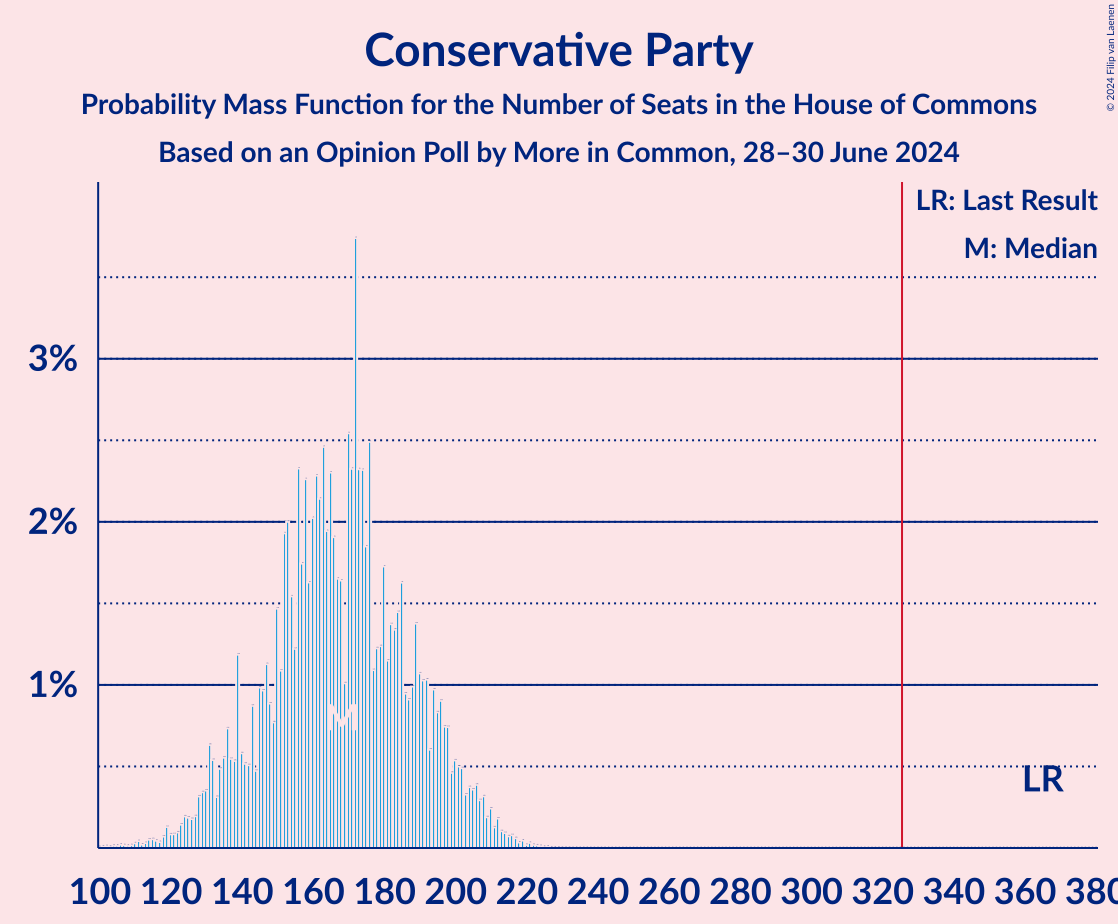 Conservative Party
Probability Mass Function for the Number of Seats in the House of Commons
Based on an Opinion Poll by More in Common, 28–30 June 2024
© 2024 Filip van Laenen
LR: Last Result
M: Median
3%
2%
1%
M
LR
100 120 140 160 180 200 220 240 260 280 300 320 340 360 380